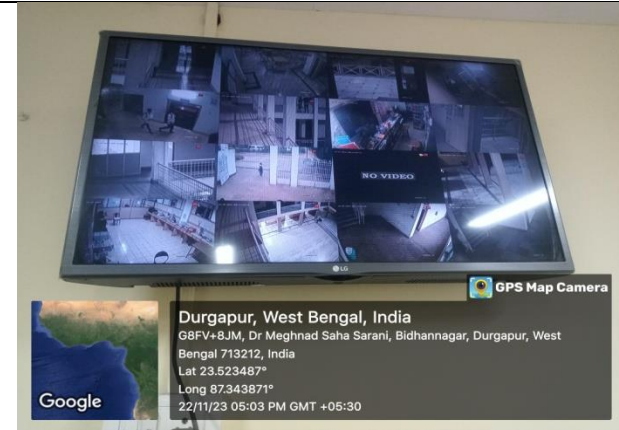 NO VIDEO
LG
GPS Map Camera
Durgapur, West Bengal, India
G8FV+8JM, Dr Meghnad Saha Sarani, Bidhannagar, Durgapur, West
Bengal 713212, India
Lat 23.523487°
Long 87.343871°
22/11/23 05:03 PM GMT +05:30
Google